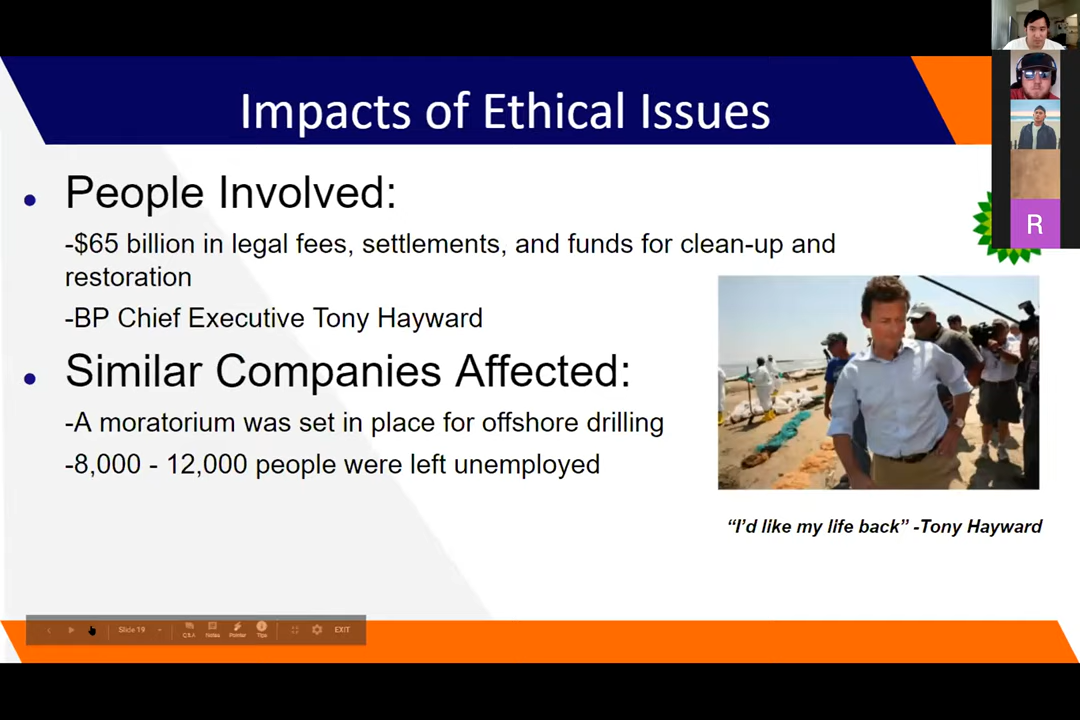 Impacts of Ethical Issues
People Involved:
-$65 billion in legal fees, settlements, and funds for clean-up and
restoration
-BP Chief Executive Tony Hayward
Similar Companies Affected:
-A moratorium was set in place for offshore drilling
-8,000 - 12,000 people were left unemployed
“I’d like my life back” -Tony Hayward
R
Slide 19
Q&A Notes Pointer Tips
EXIT